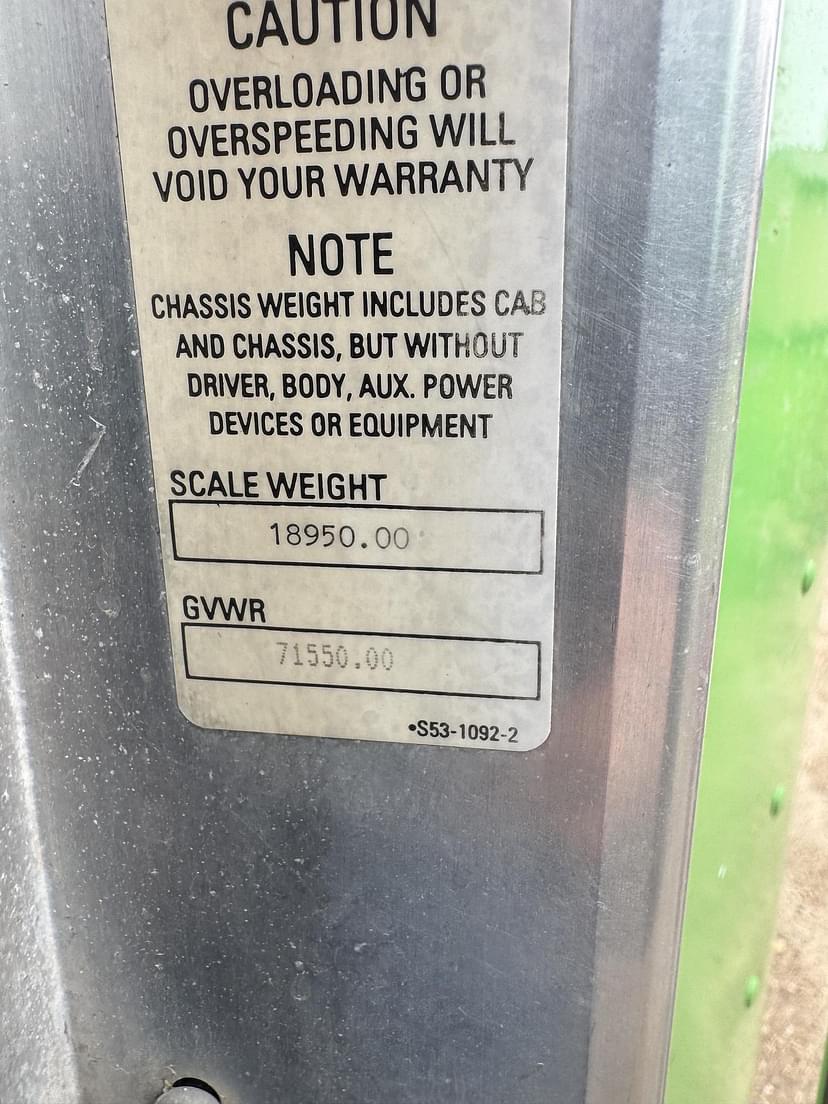 CAUTION
OVERLOADING OR
OVERSPEEDING WILL
VOID YOUR WARRANTY
NOTE
CHASSIS WEIGHT INCLUDES CAB
AND CHASSIS, BUT WITHOUT
DRIVER, BODY, AUX. POWER
DEVICES OR EQUIPMENT
SCALE WEIGHT
18950.00
GVWR
71550.00
•S53-1092-2